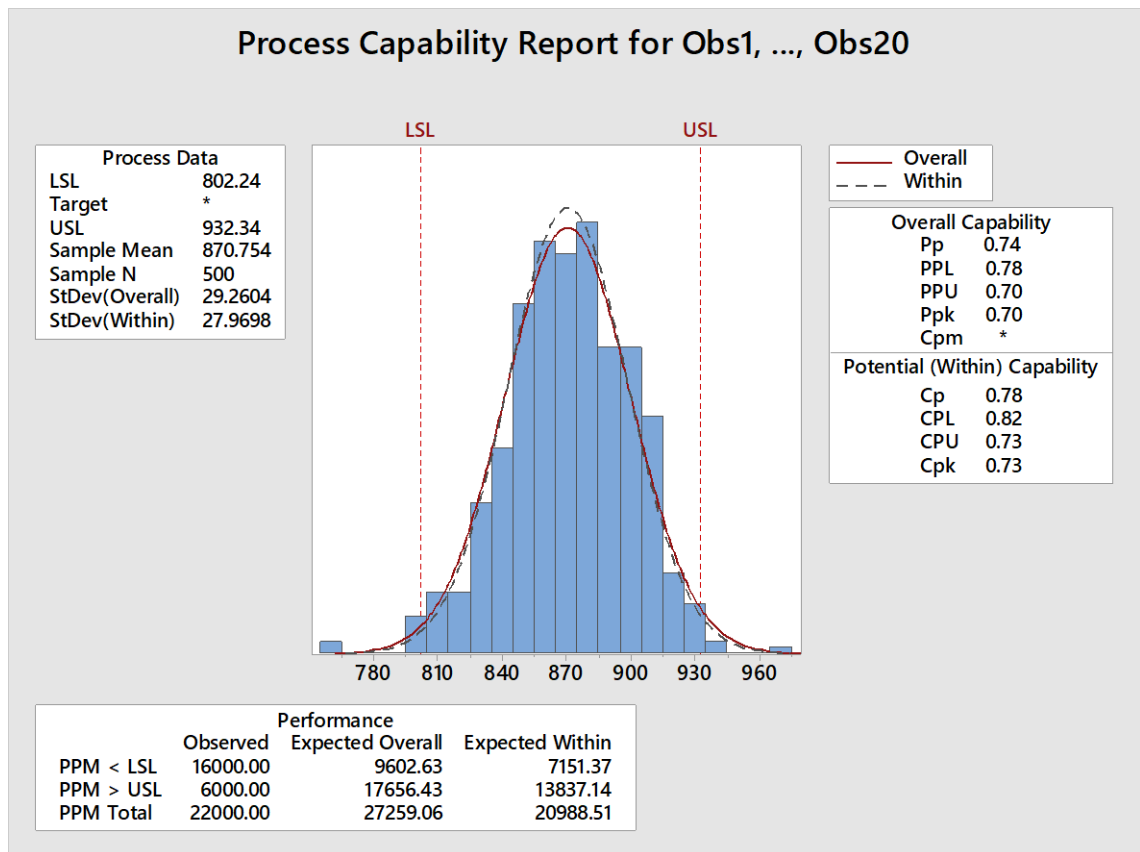 Process Capability Report for Obs1, ..., Obs20
LSL USL
Process Data
LSL 802.24
Target *
USL 932.34
Sample Mean 870.754
Sample N 500
StDev(Overall) 29.2604
StDev(Within) 27.9698
Overall
Within
Overall Capability
Pp 0.74
PPL 0.78
PPU 0.70
Ppk 0.70
Cpm *
Potential (Within) Capability
Cp 0.78
CPL 0.82
CPU 0.73
Cpk 0.73
780 810 840 870 900 930 960
Performance
Observed Expected Overall Expected Within
PPM < LSL 16000.00 9602.63 7151.37
PPM > USL 6000.00 17656.43 13837.14
PPM Total 22000.00 27259.06 20988.51